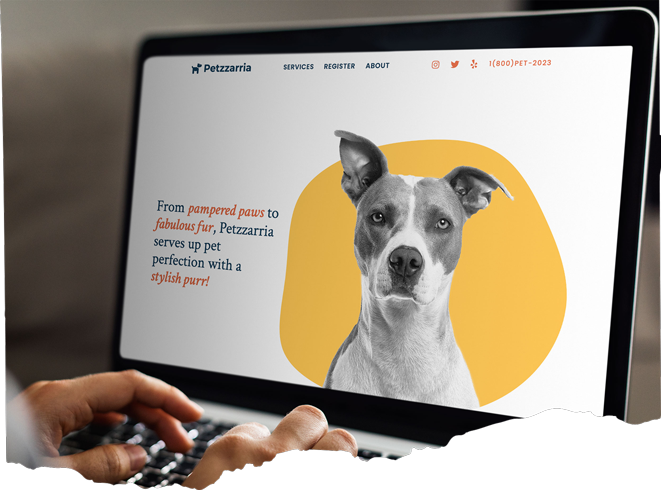 Petzzarria
SERVICES REGISTER ABOUT
1(800)PET-2023
From pampered paws to
fabulous fur, Petzzarria
serves up pet
perfection with a
stylish purr!